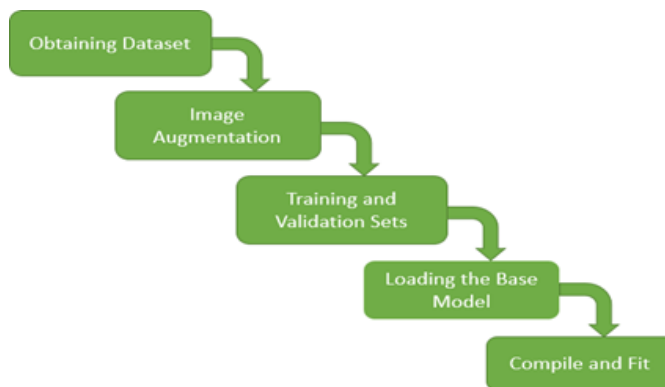 Obtaining Dataset
Image
Augmentation
Training and
Validation Sets
Loading the Base
Model
Compile and Fit